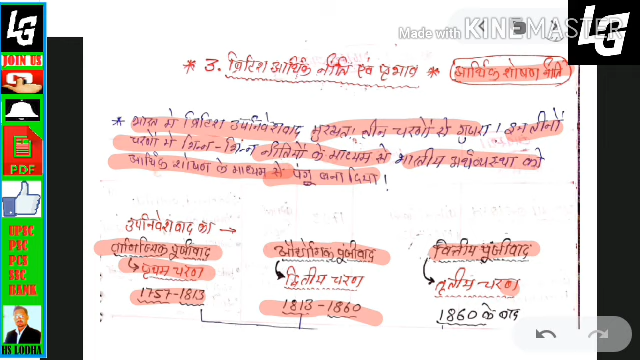 LG
Made with KINEMASTER
LG
* 3. ब्रिटिश आर्थिक नीति एवं प्रभाव * (आर्थिक शोषण नीति)
* भारत में ब्रिटिश उपनिवेशवाद मुख्यतः तीन चरणों से गुजरा। इन तीनों
चरणों में भिन्न-भिन्न नीतियों के माध्यम से भारतीय अर्थव्यवस्था को
आर्थिक शोषण के माध्यम से पंगू बना दिया!
उपनिवेशवाद का →
वाणिज्यिक पूंजीवाद
प्रथम चरण
1757-1813
औद्योगिक पूंजीवाद
द्वितीय चरण
1813-1860
वित्तीय पूंजीवाद
तृतीय चरण
1860 के बाद
JOIN US
PDF
UPSC
PSC
PCS
SSC
BANK
HS LODHA